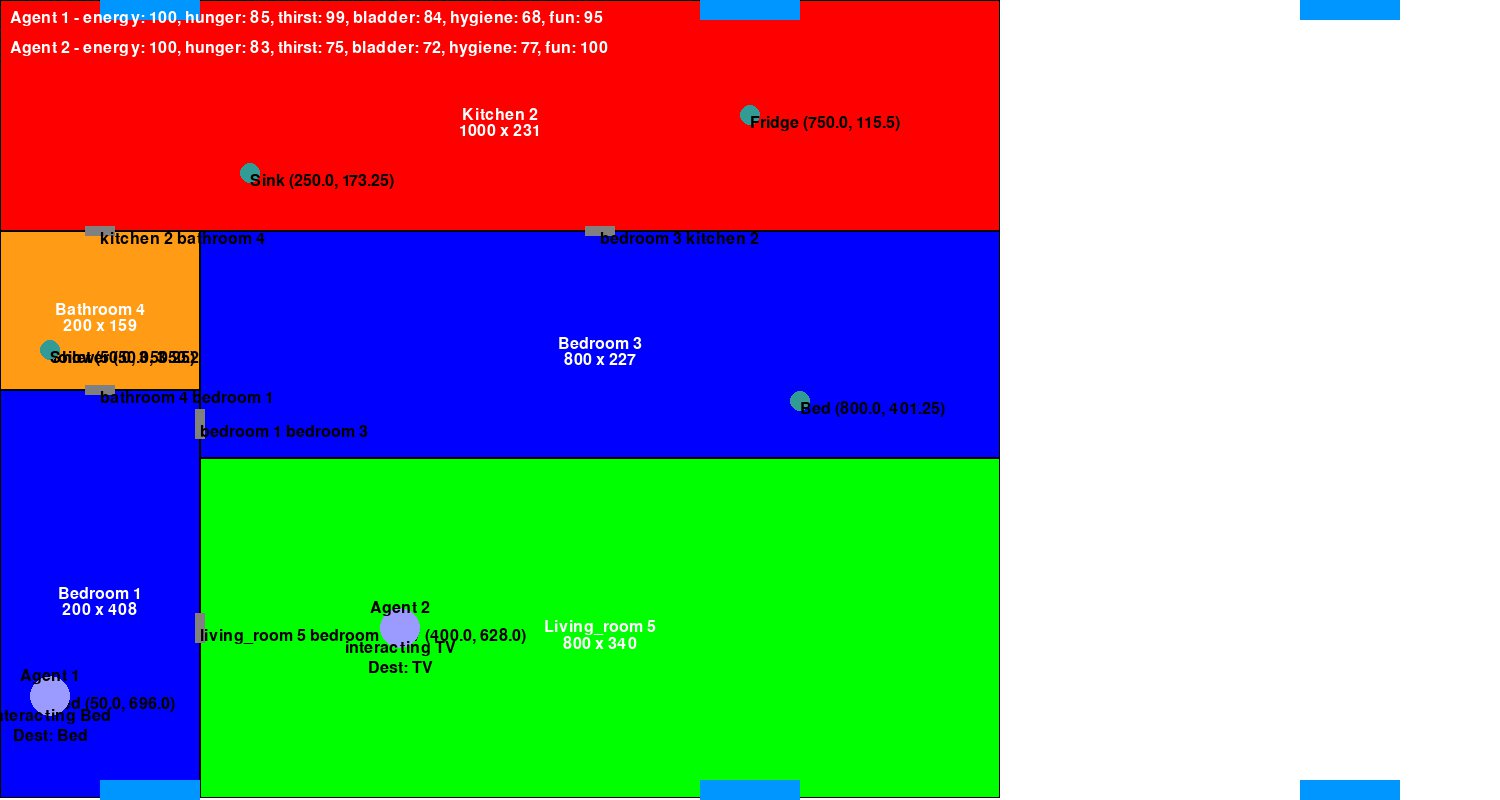 Agent 1 - energy: 100, hunger: 85, thirst: 99, bladder: 84, hygiene: 68, fun: 95
Agent 2 - energy: 100, hunger: 83, thirst: 75, bladder: 72, hygiene: 77, fun: 100
Kitchen 2
1000 x 231
Fridge (750.0, 115.5)
Sink (250.0, 173.25)
kitchen 2 bathroom 4
bedroom 3 kitchen 2
Bathroom 4
200 x 159
Bedroom 3
800 x 227
bathroom 4 bedroom 1
Bed (800.0, 401.25)
bedroom 1 bedroom 3
Bedroom 1
200 x 408
Agent 2
living_room 5 bedroom (400.0, 628.0)
interacting TV
Dest: TV
Living_room 5
800 x 340
Agent 1
(50.0, 696.0)
Bed
Dest: Bed